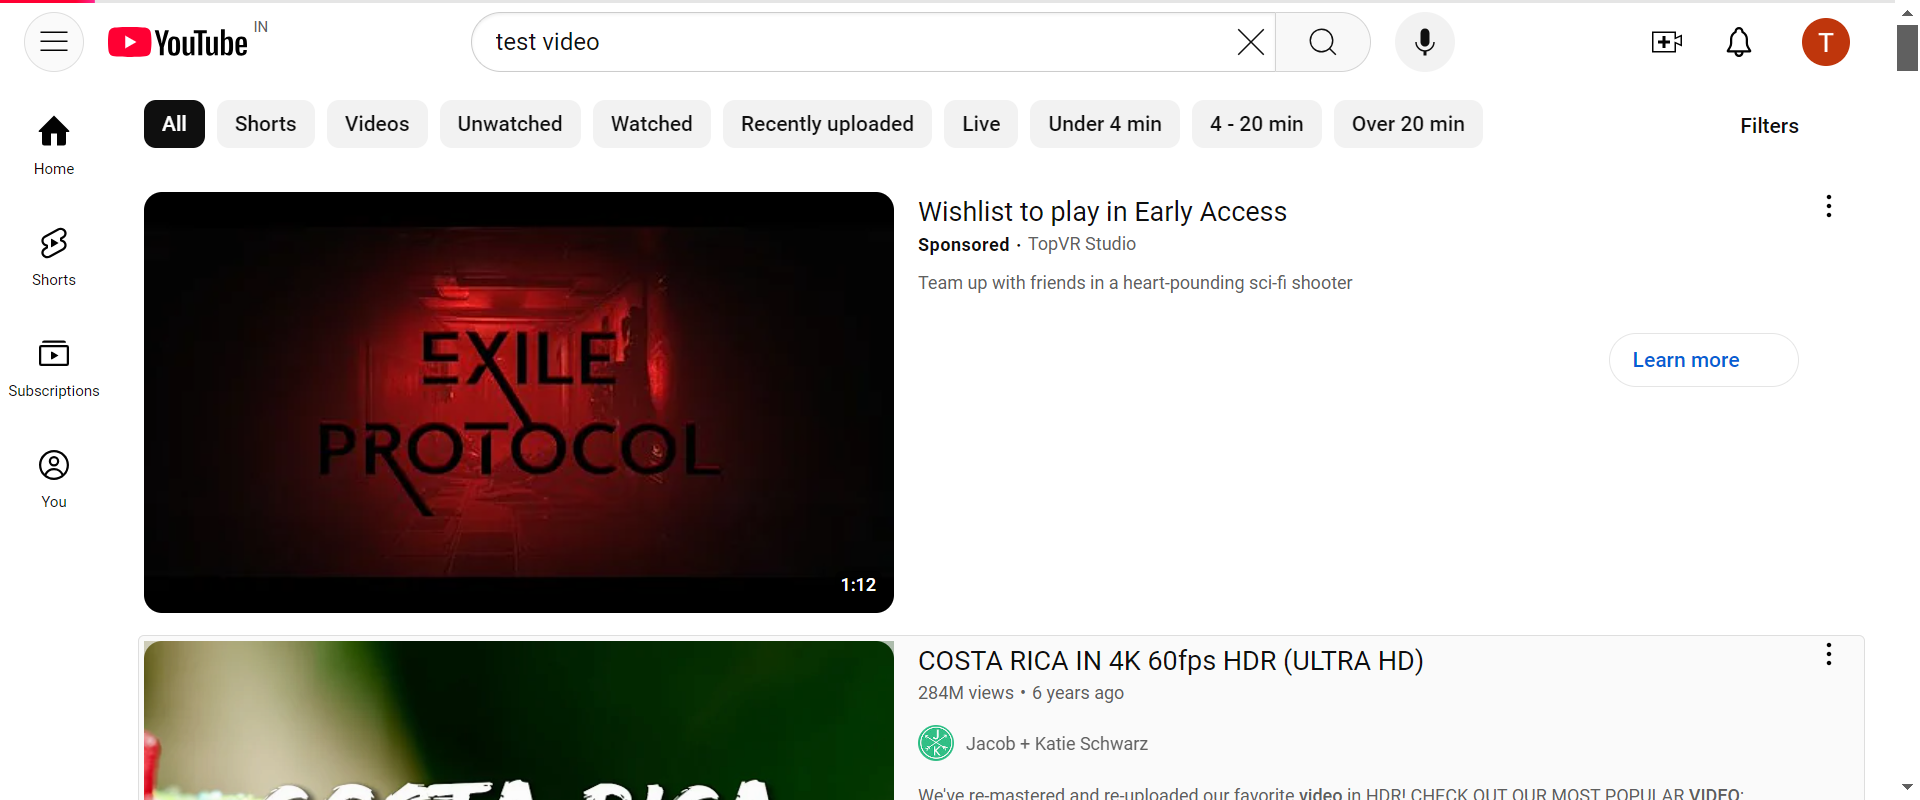 YouTube IN
test video
T
All Shorts Videos Unwatched Watched Recently uploaded Live Under 4 min 4 - 20 min Over 20 min Filters
Home
Shorts
Subscriptions
You
EXILE
PROTOCOL
1:12
Wishlist to play in Early Access
Sponsored · TopVR Studio
Team up with friends in a heart-pounding sci-fi shooter
Learn more
COSTA RICA
COSTA RICA IN 4K 60fps HDR (ULTRA HD)
284M views • 6 years ago
J K
Jacob + Katie Schwarz
We've re-mastered and re-uploaded our favorite video in HDR! CHECK OUT OUR MOST POPULAR VIDEO: